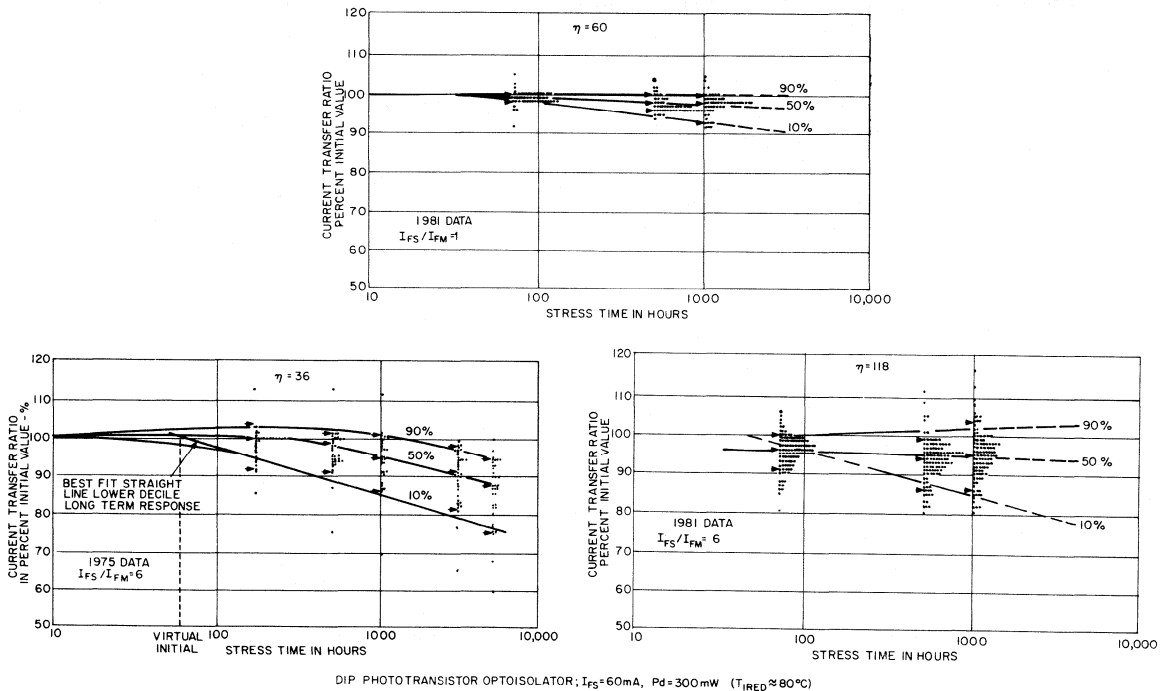 120
110
100
90
80
70
60
50
CURRENT TRANSFER RATIO
PERCENT INITIAL VALUE
η=60
90%
50%
10%
1981 DATA
IFS/IFM=1
10
100
1000
10,000
STRESS TIME IN HOURS
120
110
100
90
80
70
60
50
CURRENT TRANSFER RATIO
IN PERCENT INITIAL VALUE-%
η=36
90%
50%
10%
BEST FIT STRAIGHT
LINE LOWER DECILE
LONG TERM RESPONSE
1975 DATA
IFS/IFM=6
10
100
1000
10,000
VIRTUAL
INITIAL
STRESS TIME IN HOURS
120
110
100
90
80
70
60
50
CURRENT TRANSFER RATIO
PERCENT INITIAL VALUE
η=118
90%
50%
10%
1981 DATA
IFS/IFM= 6
10
100
1000
10,000
STRESS TIME IN HOURS
DIP PHOTOTRANSISTOR OPTOISOLATOR; IFS=60mA, Pd=300mW (TIRED≈80°C)